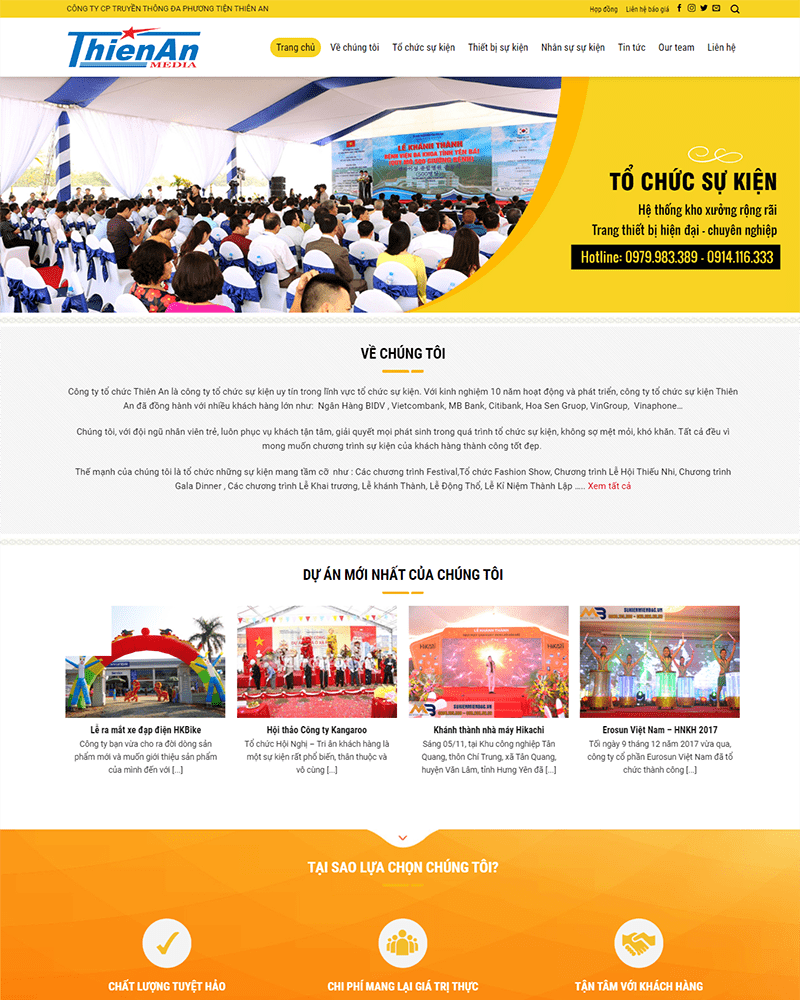 CÔNG TY CP TRUYỀN THÔNG ĐA PHƯƠNG TIỆN THIÊN AN
Hợp đồng Liên hệ báo giá
ThienAn
MEDIA
Trang chủ Về chúng tôi Tổ chức sự kiện Thiết bị sự kiện Nhân sự sự kiện Tin tức Our team Liên hệ
LỄ KHÁNH THÀNH
BỆNH VIỆN ĐA KHOA TỈNH YÊN BÁI
TỔ CHỨC SỰ KIỆN
Hệ thống kho xưởng rộng rãi
Trang thiết bị hiện đại - chuyên nghiệp
Hotline: 0979.983.389 - 0914.116.333
VỀ CHÚNG TÔI
Công ty tổ chức Thiên An là công ty tổ chức sự kiện uy tín trong lĩnh vực tổ chức sự kiện. Với kinh nghiệm 10 năm hoạt động và phát triển, công ty tổ chức sự kiện Thiên
An đã đồng hành với nhiều khách hàng lớn như: Ngân Hàng BIDV , Vietcombank, MB Bank, Citibank, Hoa Sen Gruop, VinGroup, Vinaphone…
Chúng tôi, với đội ngũ nhân viên trẻ, luôn phục vụ khách tận tâm, giải quyết mọi phát sinh trong quá trình tổ chức sự kiện, không sợ mệt mỏi, khó khăn. Tất cả đều vì
mong muốn chương trình sự kiện của khách hàng thành công tốt đẹp.
Thế mạnh của chúng tôi là tổ chức những sự kiện mang tầm cỡ như : Các chương trình Festival,Tổ chức Fashion Show, Chương trình Lễ Hội Thiếu Nhi, Chương trình
Gala Dinner , Các chương trình Lễ Khai trương, Lễ khánh Thành, Lễ Động Thổ, Lễ Kỉ Niệm Thành Lập ….. Xem tất cả
DỰ ÁN MỚI NHẤT CỦA CHÚNG TÔI
HIKACHI
MB
SUKIENMIENBAC.VN
Lễ ra mắt xe đạp điện HKBike
Công ty bạn vừa cho ra đời dòng sản
phẩm mới và muốn giới thiệu sản phẩm
của mình đến với [...]
Hội thảo Công ty Kangaroo
Tổ chức Hội Nghị – Tri ân khách hàng là
một sự kiện rất phổ biến, thân thuộc và
vô cùng [...]
Khánh thành nhà máy Hikachi
Sáng 05/11, tại Khu công nghiệp Tân
Quang, thôn Chí Trung, xã Tân Quang,
huyện Văn Lâm, tỉnh Hưng Yên đã [...]
Erosun Việt Nam – HNKH 2017
Tối ngày 9 tháng 12 năm 2017 vừa qua,
công ty cổ phần Eurosun Việt Nam đã tổ
chức thành công [...]
TẠI SAO LỰA CHỌN CHÚNG TÔI?
CHẤT LƯỢNG TUYỆT HẢO
CHI PHÍ MANG LẠI GIÁ TRỊ THỰC
TẬN TÂM VỚI KHÁCH HÀNG